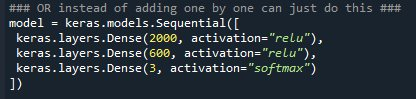 ### OR instead of adding one by one can just do this ###
model = keras.models.Sequential([
 keras.layers.Dense(2000, activation="relu"),
 keras.layers.Dense(600, activation="relu"),
 keras.layers.Dense(3, activation="softmax")
])